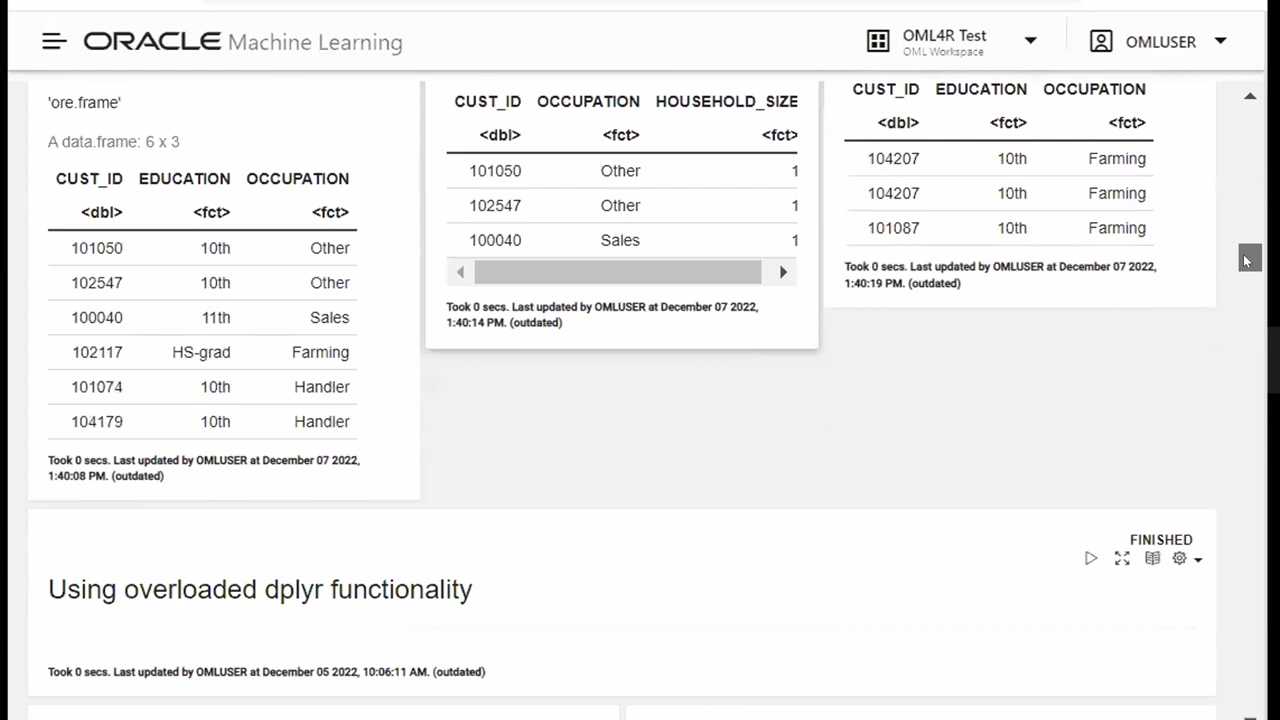 ORACLE Machine Learning
OML4R Test
OML Workspace
OMLUSER
'ore.frame'
A data.frame: 6 x 3
CUST_ID EDUCATION OCCUPATION
<dbl> <fct> <fct>
101050 10th Other
102547 10th Other
100040 11th Sales
102117 HS-grad Farming
101074 10th Handler
104179 10th Handler
Took 0 secs. Last updated by OMLUSER at December 07 2022,
1:40:08 PM. (outdated)
CUST_ID OCCUPATION HOUSEHOLD_SIZE
<dbl> <fct> <fct>
101050 Other 1
102547 Other 1
100040 Sales 1
Took 0 secs. Last updated by OMLUSER at December 07 2022,
1:40:14 PM. (outdated)
CUST_ID EDUCATION OCCUPATION
<dbl> <fct> <fct>
104207 10th Farming
104207 10th Farming
101087 10th Farming
Took 0 secs. Last updated by OMLUSER at December 07 2022,
1:40:19 PM. (outdated)
FINISHED
Using overloaded dplyr functionality
Took 0 secs. Last updated by OMLUSER at December 05 2022, 10:06:11 AM. (outdated)